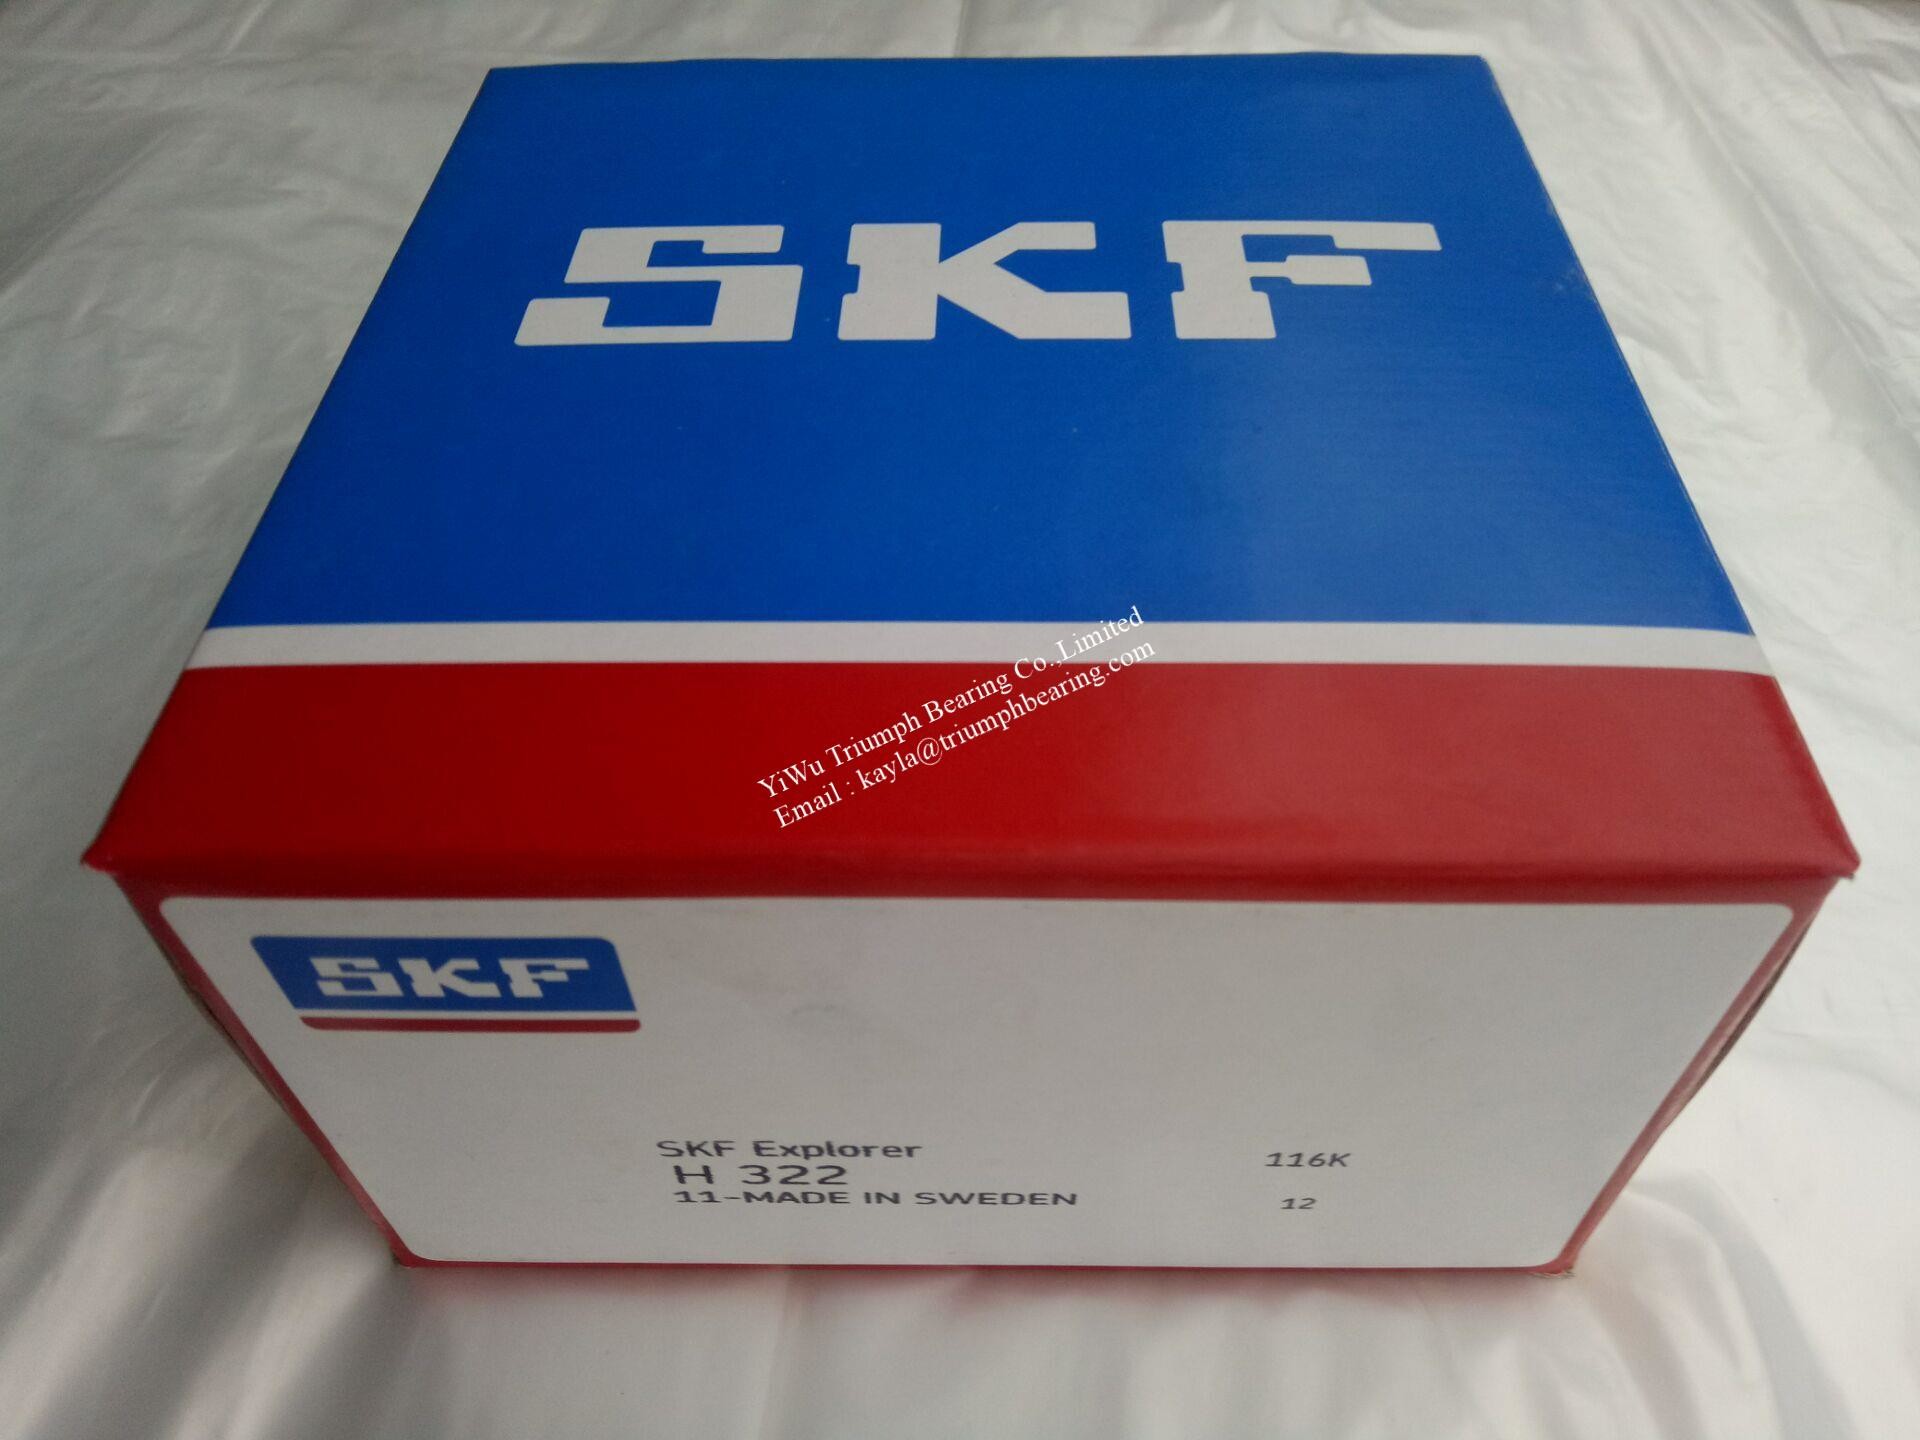 SKF
YiWu Triumph Bearing Co.,Limited
Email : kayla@triumphbearing.com
SKF
SKF Explorer
H 322
11-MADE IN SWEDEN
116K
12